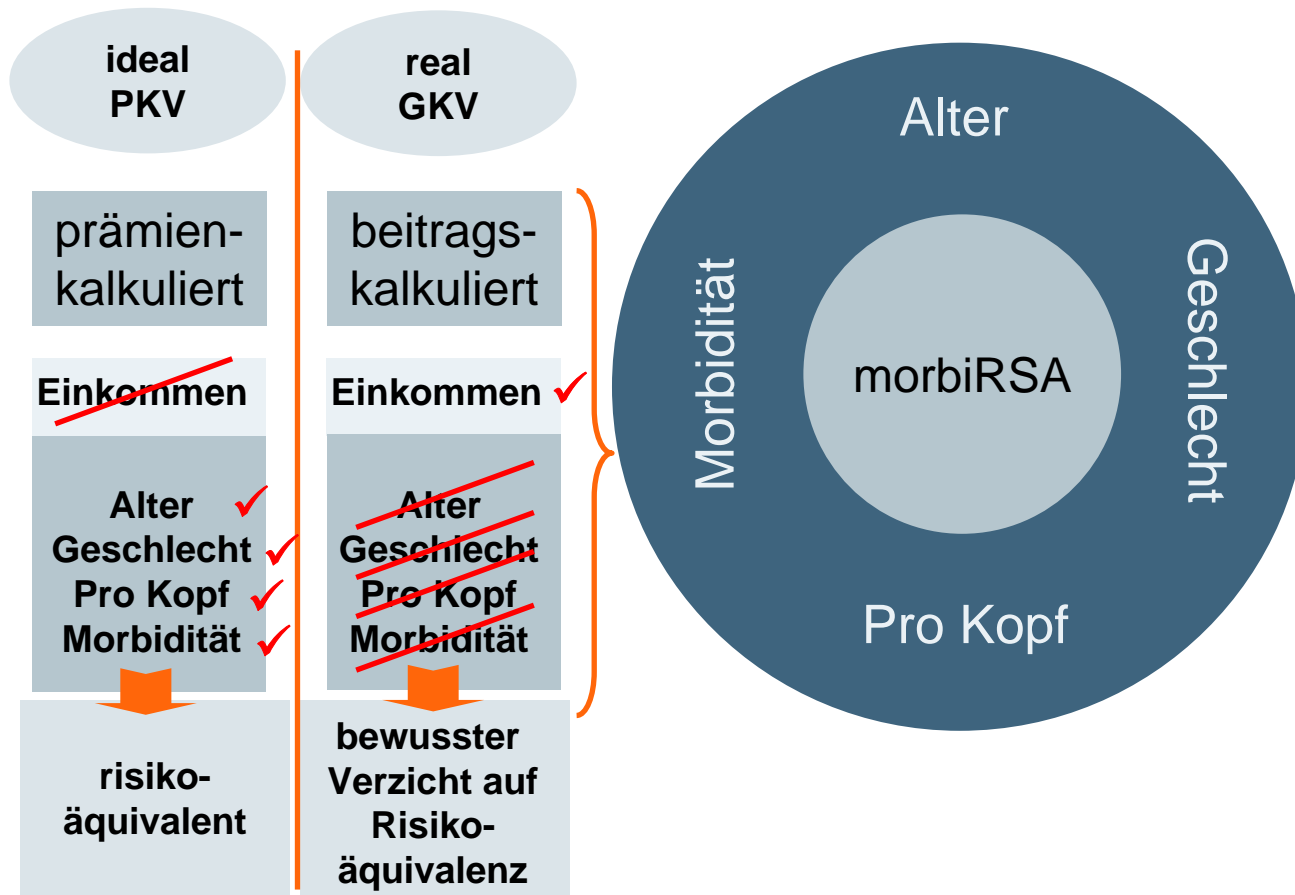 ideal
PKV
prämien-
kalkuliert
Einkommen
Alter
Geschlecht
Pro Kopf
Morbidität
risiko-
äquivalent
real
GKV
beitrags-
kalkuliert
Einkommen
Alter
Geschlecht
Pro Kopf
Morbidität
bewusster
Verzicht auf
Risiko-
äquivalenz
Alter
Morbidität
morbiRSA
Geschlecht
Pro Kopf